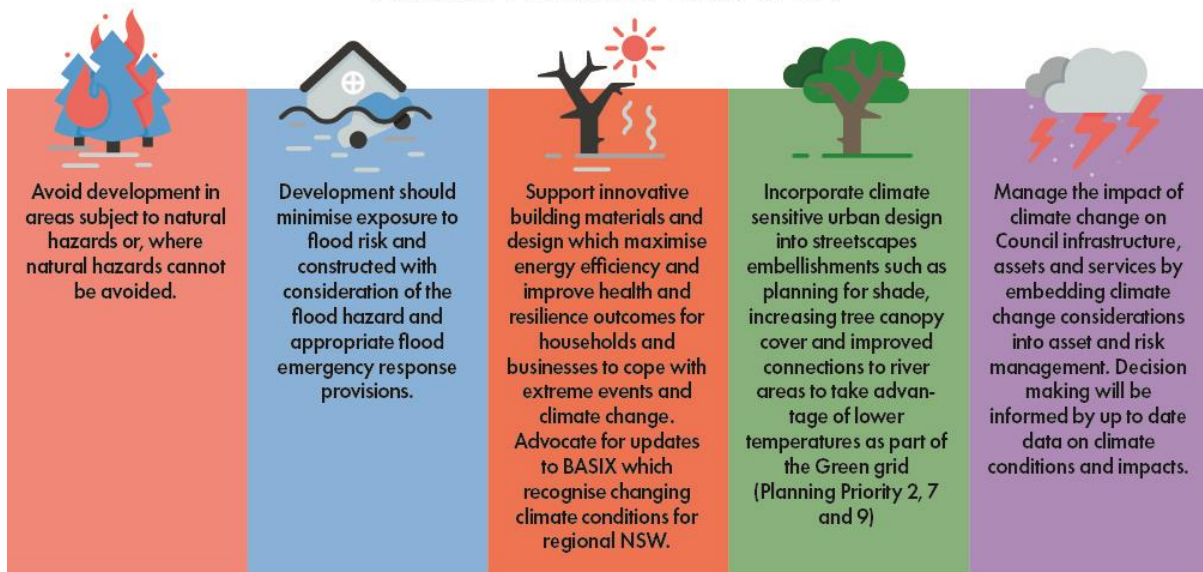 Avoid development in
areas subject to natural
hazards or, where
natural hazards cannot
be avoided.
Development should
minimise exposure to
flood risk and
constructed with
consideration of the
flood hazard and
appropriate flood
emergency response
provisions.
Support innovative
building materials and
design which maximise
energy efficiency and
improve health and
resilience outcomes for
households and
businesses to cope with
extreme events and
climate change.
Advocate for updates
to BASIX which
recognise changing
climate conditions for
regional NSW.
Incorporate climate
sensitive urban design
into streetscapes
embellishments such as
planning for shade,
increasing tree canopy
cover and improved
connections to river
areas to take advan-
tage of lower
temperatures as part of
the Green grid
(Planning Priority 2, 7
and 9)
Manage the impact of
climate change on
Council infrastructure,
assets and services by
embedding climate
change considerations
into asset and risk
management. Decision
making will be
informed by up to date
data on climate
conditions and impacts.